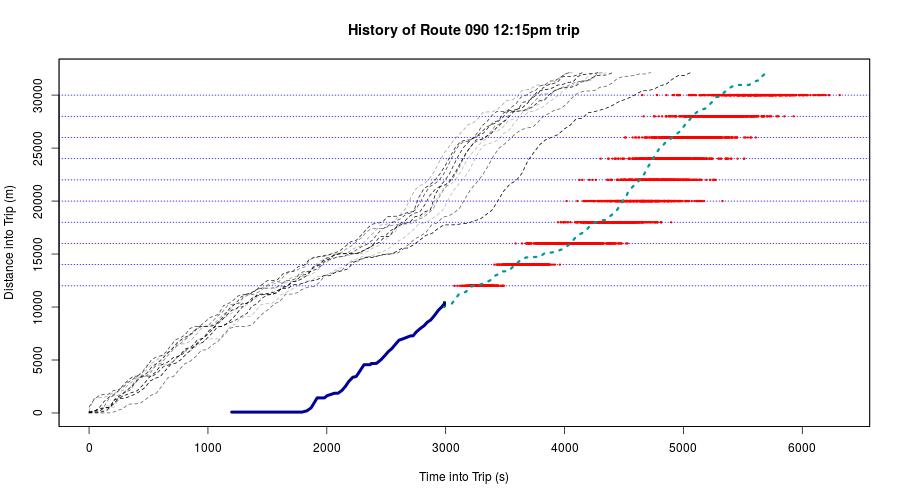 History of Route 090 12:15pm trip
Distance into Trip (m)
30000
25000
20000
15000
10000
5000
0
0 1000 2000 3000 4000 5000 6000
Time into Trip (s)